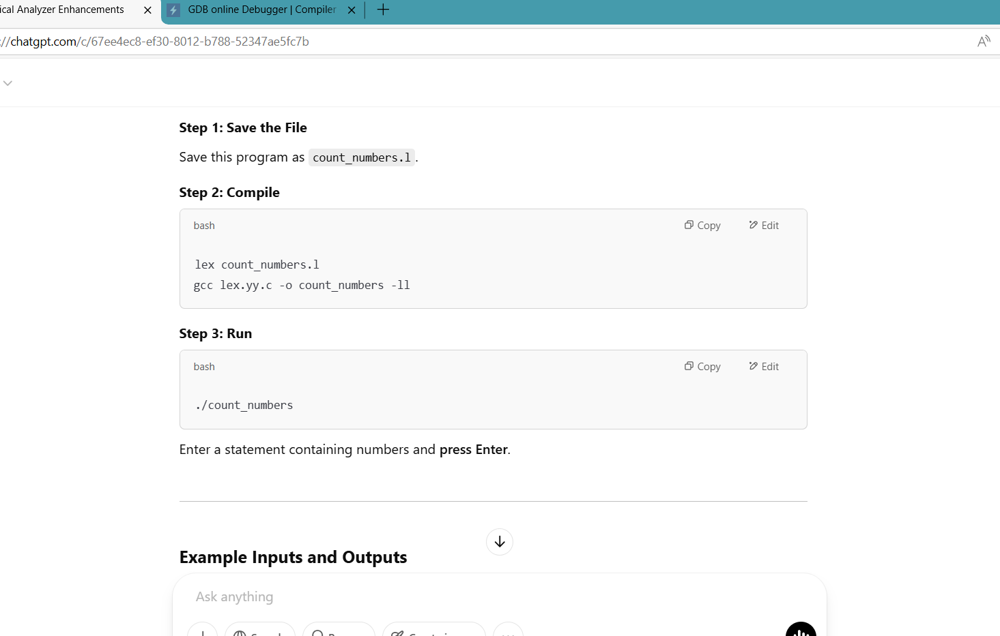 ical Analyzer Enhancements
GDB online Debugger | Compiler
://chatgpt.com/c/67ee4ec8-ef30-8012-b788-52347ae5fc7b
Step 1: Save the File
Save this program as count_numbers.l.
Step 2: Compile
bash
Copy
Edit
lex count_numbers.l
gcc lex.yy.c -o count_numbers -ll
Step 3: Run
bash
Copy
Edit
./count_numbers
Enter a statement containing numbers and press Enter.
Example Inputs and Outputs
Ask anything